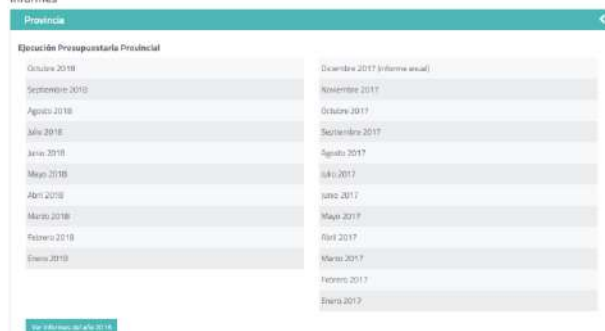 Informes
Provincia
Ejecución Presupuestaria Provincial
Octubre 2018
Septiembre 2018
Agosto 2018
Julio 2018
Junio 2018
Mayo 2018
Abril 2018
Marzo 2018
Febrero 2018
Enero 2018
Diciembre 2017 (informe anual)
Noviembre 2017
Octubre 2017
Septiembre 2017
Agosto 2017
Julio 2017
Junio 2017
Mayo 2017
Abril 2017
Marzo 2017
Febrero 2017
Enero 2017
Ver informes del año